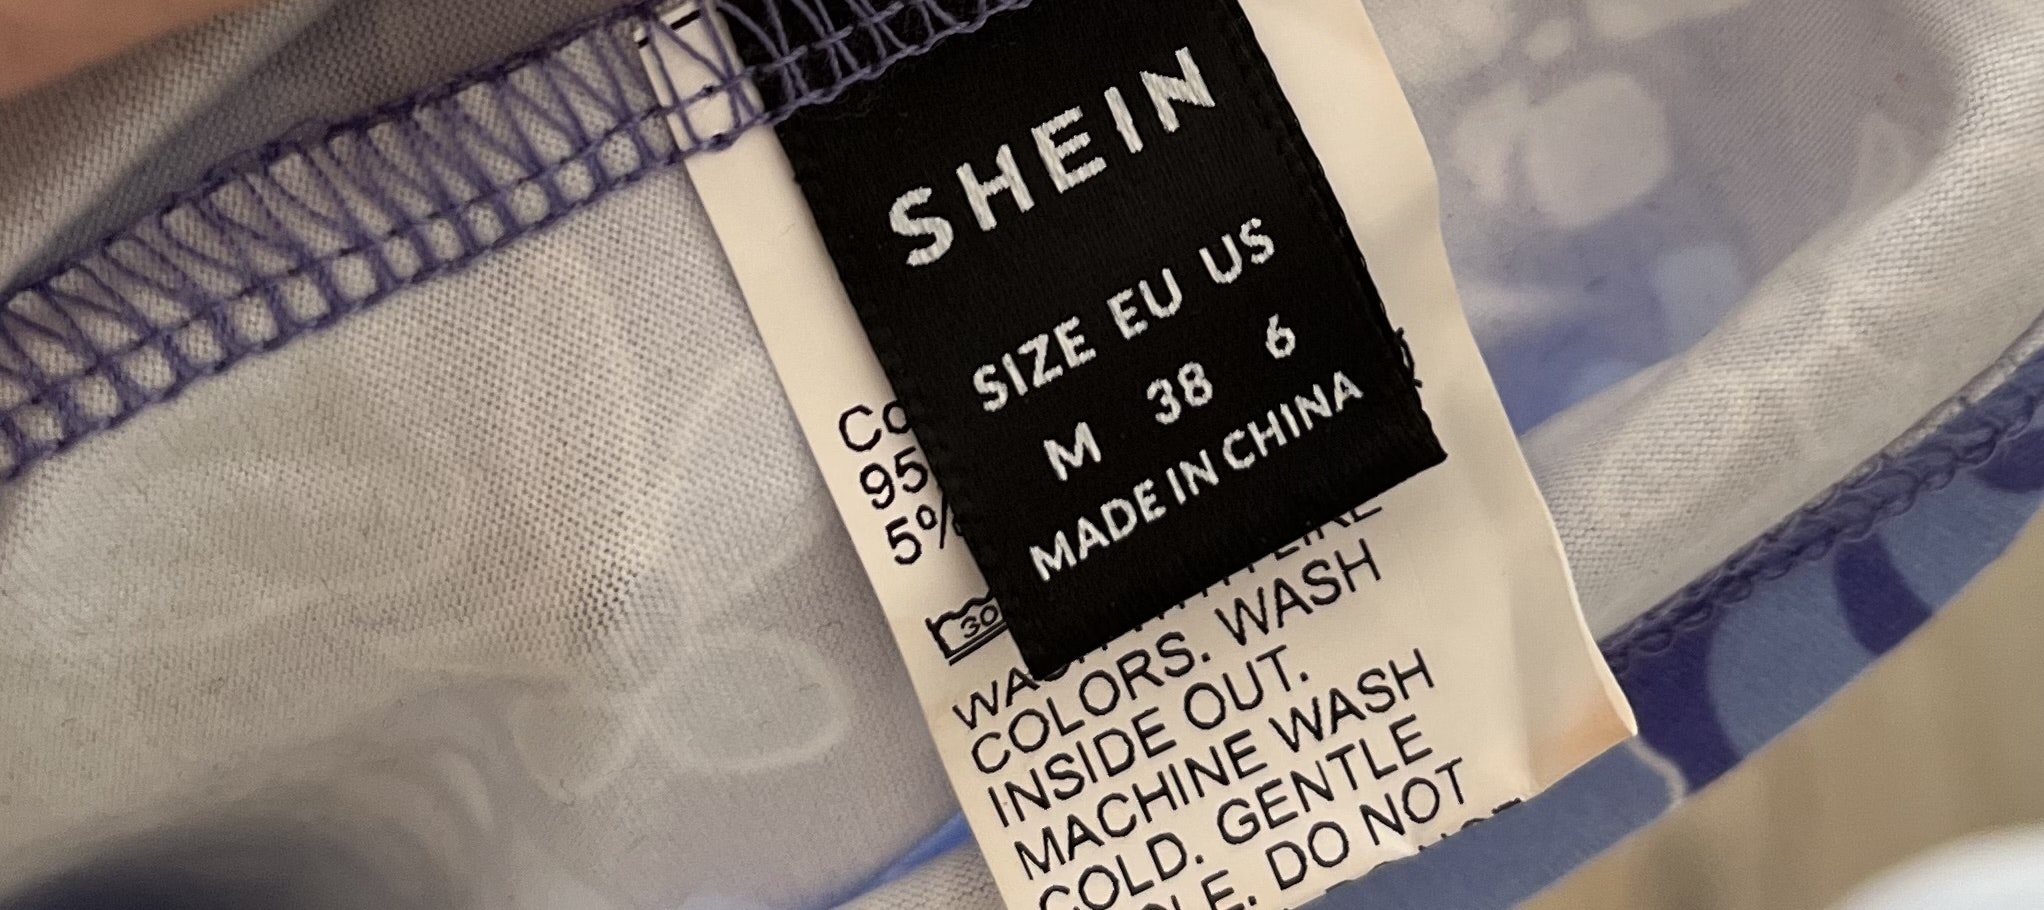 SHEIN
SIZE EU US
M 38 6
MADE IN CHINA
95
5%
30
COLORS. WASH
INSIDE OUT.
MACHINE WASH
COLD. GENTLE
DO NOT